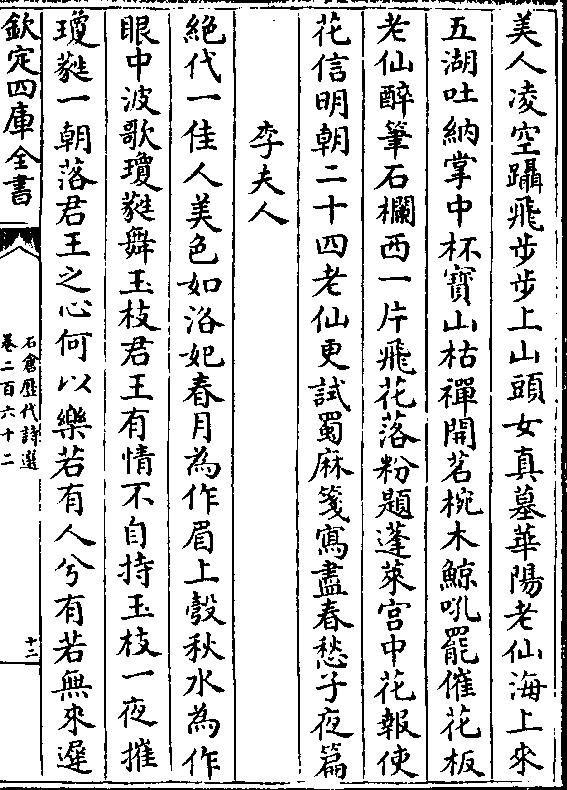 美人凌空躡飛步步上山頭女真墓華陽老仙海上來
五湖吐納掌中杯寶山枯禪開茗椀木鯨吼罷催花板
老仙醉筆石欄西一片飛花落粉題蓬萊宮中花報使
花信明朝二十四老仙更試蜀麻箋寫盡春愁子夜篇
李夫人
絕代一佳人美色如洛妃春月為作眉上彀秋水為作
眼中波歌瓊蕤舞玉枝君王有情不自持玉枝一夜摧
瓊蕤一朝落君王之心何以樂若有人兮有若無來遲
欽定四庫全書
石倉歷代詩選
卷二百六十二
十二